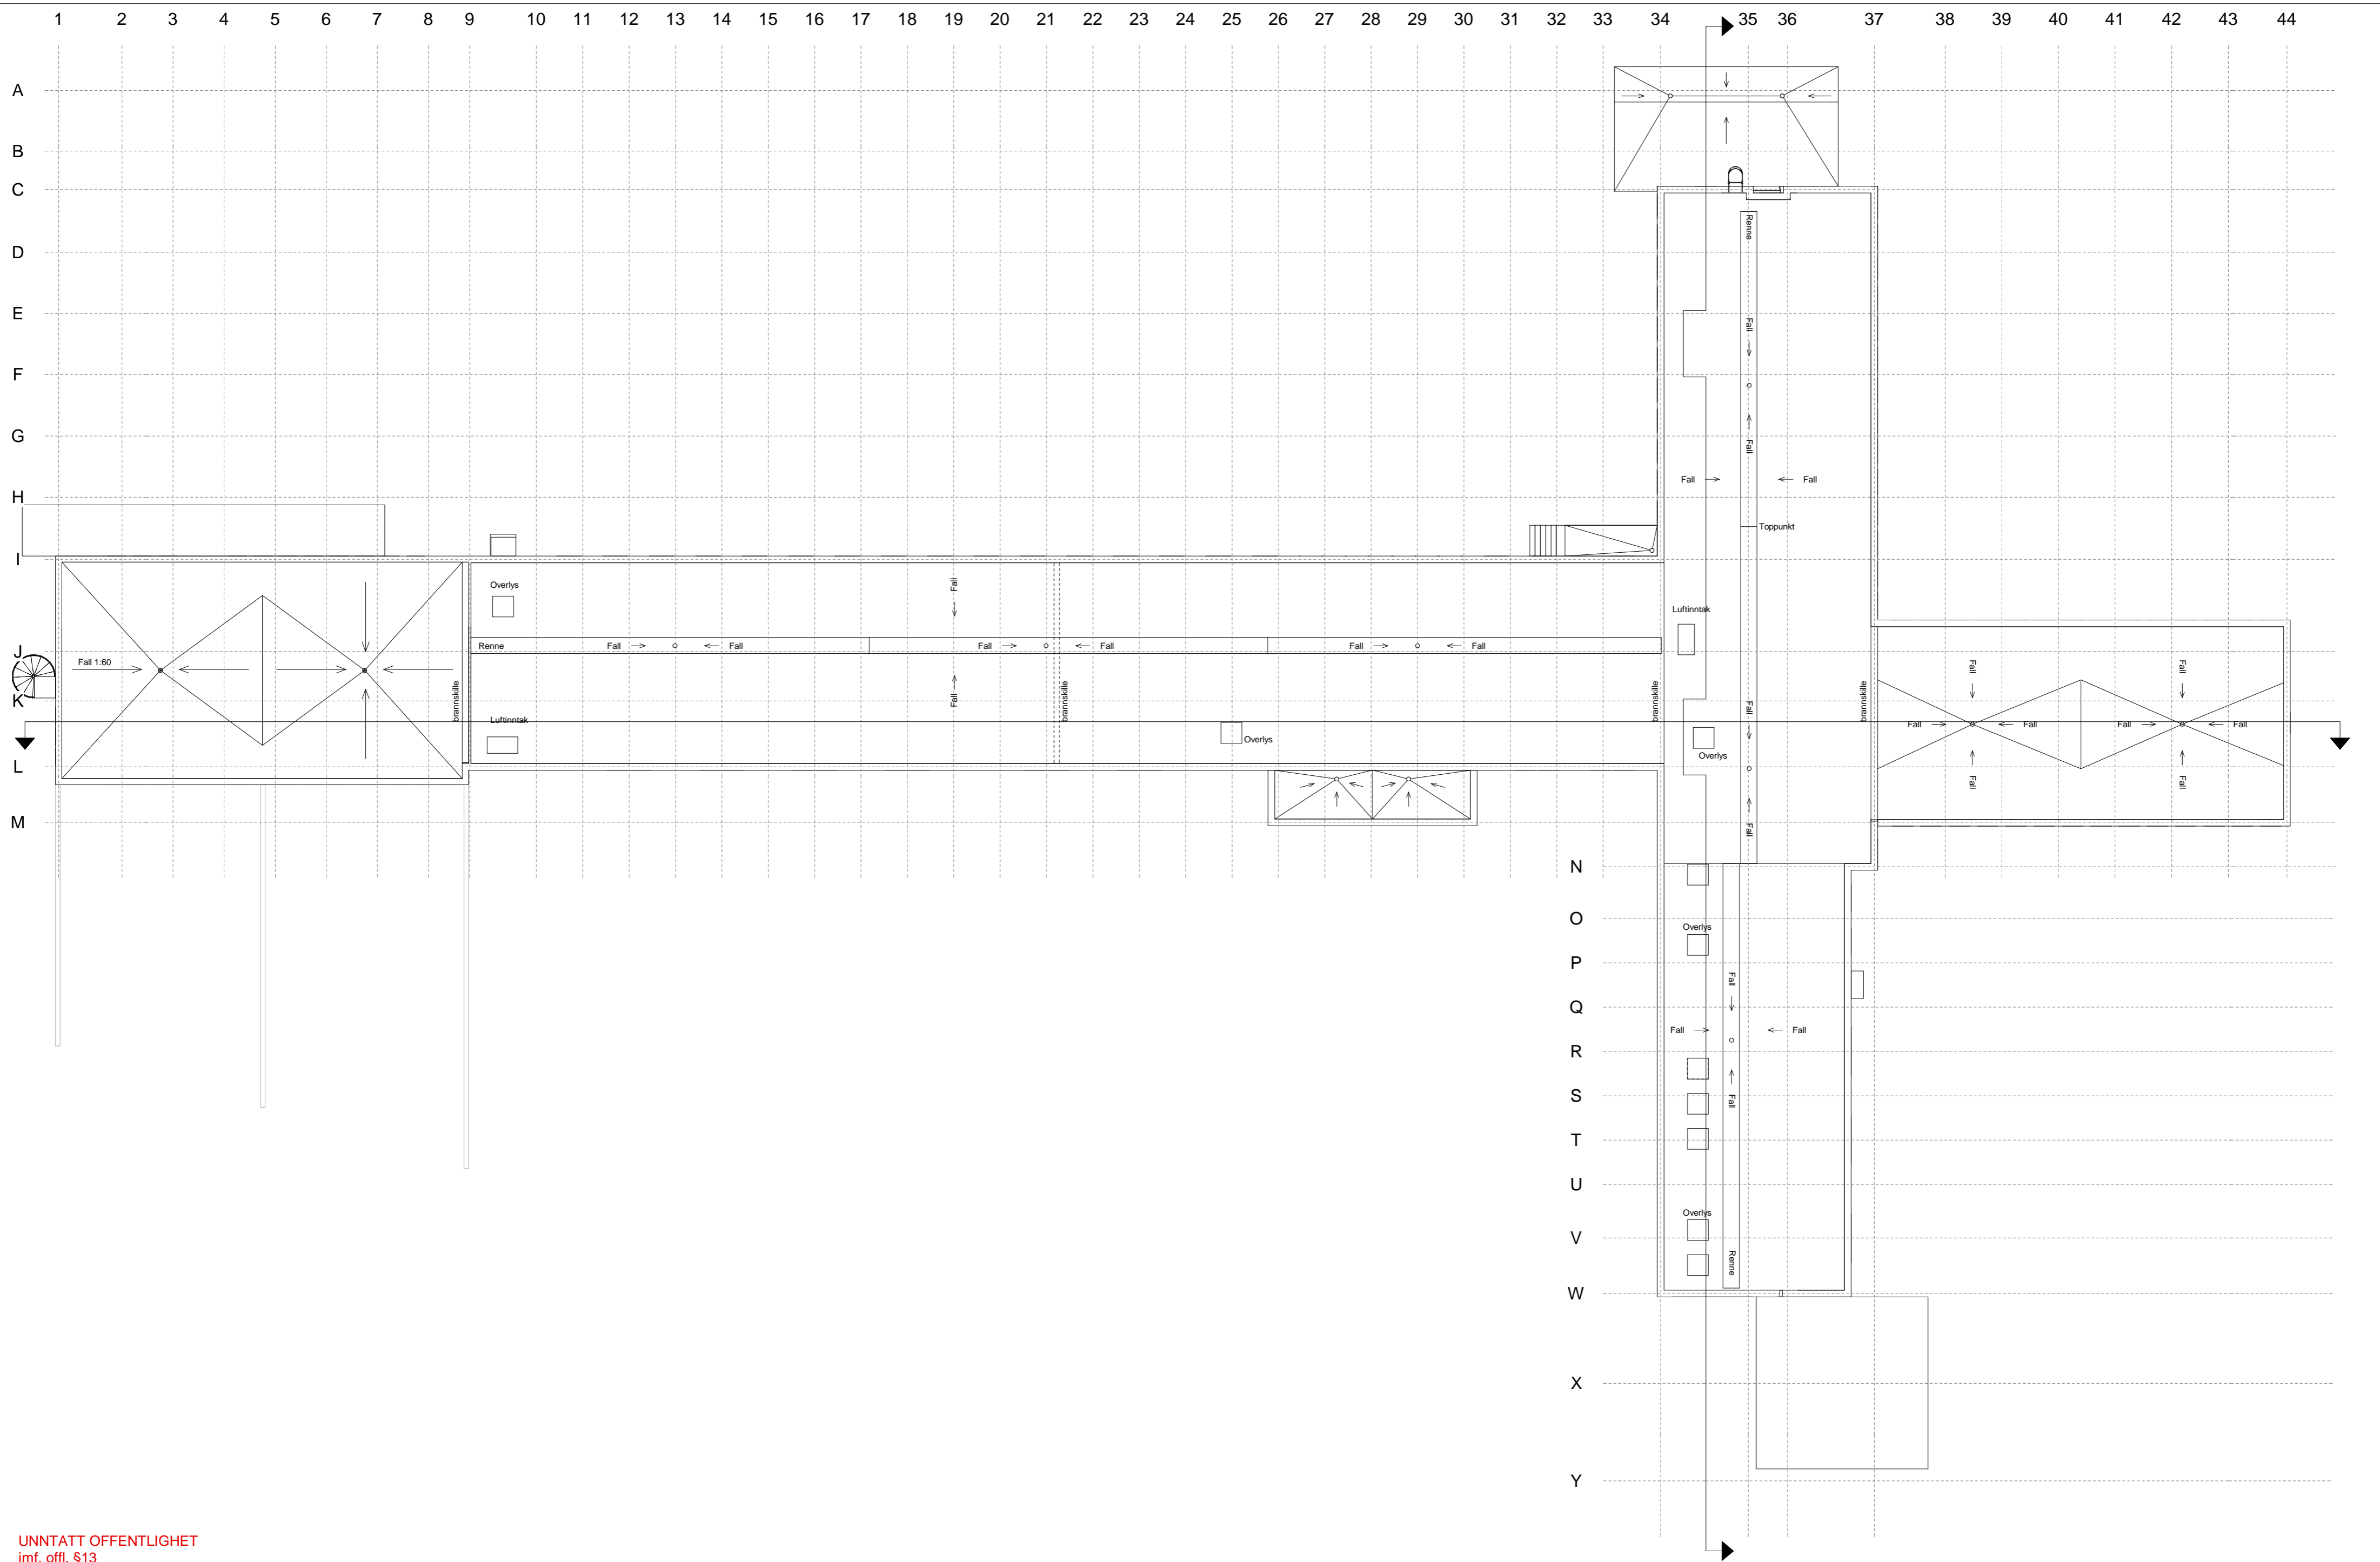 1 2 3 4 5 6 7 8 9 10 11 12 13 14 15 16 17 18 19 20 21 22 23 24 25 26 27 28 29 30 31 32 33 34 35 36 37 38 39 40 41 42 43 44
A
B
C
Renne
D
E
Fall
F
G
Fall
Fall Fall
H
Toppunkt
I
Overlys
Fall
Luftinntak
J
Renne Fall Fall Fall Fall Fall Fall
Fall 1:60
Fall Fall
K
brannskille
Fall
brannskille
brannskille
Fall
brannskille
Luftinntak
Fall Fall Fall Fall
Overlys
Overlys
L
Fall Fall
M
Fall
N
O
Overlys
P
Fall
Q
Fall Fall
R
S
Fall
T
U
Overlys
V
Renne
W
X
Y
UNNTATT OFFENTLIGHET
imf. offl. §13